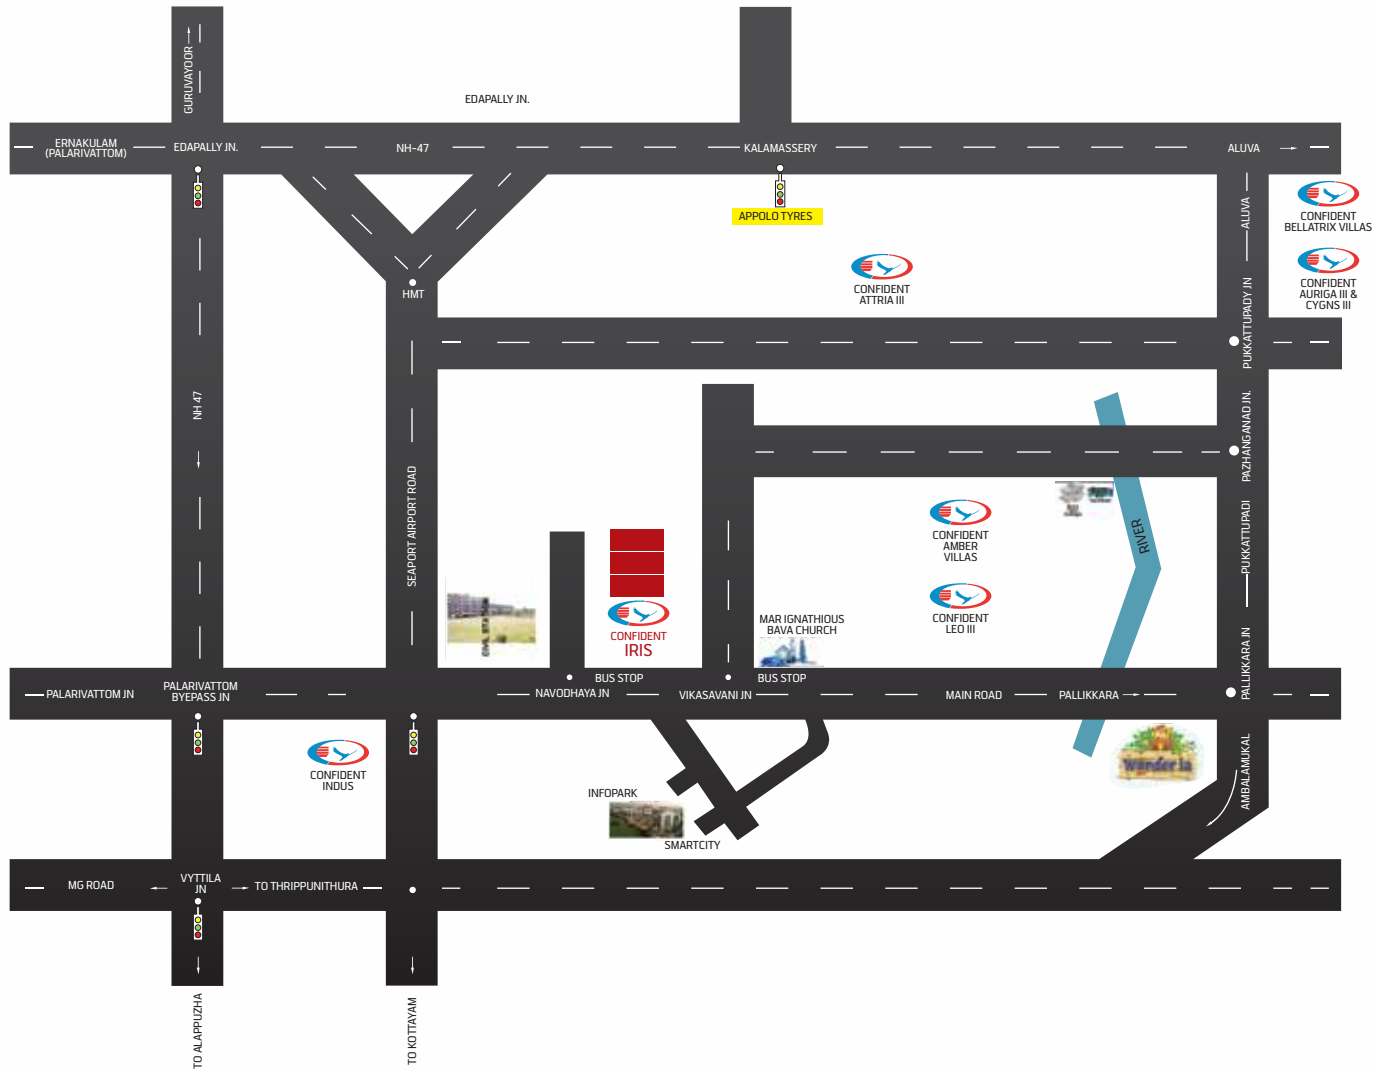 GURUVAYOOR
EDAPALLY JN.
ERNAKULAM
(PALARIVATTOM)
EDAPALLY JN.
NH-47
KALAMASSERY
ALUVA
APPOLO TYRES
ALUVA
CONFIDENT
BELLATRIX VILLAS
CONFIDENT
ATTRIA III
CONFIDENT
AURIGA III &
CYGNS III
HMT
PUKKATTUPADY JN
NH 47
PAZHANGANAD JN.
SEAPORT AIRPORT ROAD
PUKKATTUPADI
RIVER
CONFIDENT
AMBER
VILLAS
CONFIDENT
LEO III
CONFIDENT
IRIS
MAR IGNATHIOUS
BAVA CHURCH
PALLIKKARA JN
BUS STOP
BUS STOP
PALARIVATTOM JN
PALARIVATTOM
BYEPASS JN
NAVODHAYA JN
VIKASAVANI JN
MAIN ROAD
PALLIKKARA
AMBALAMUKAL
Wonder la
CONFIDENT
INDUS
INFOPARK
SMARTCITY
MG ROAD
VYTTILA
JN
TO THRIPPUNITHURA
TO ALAPPUZHA
TO KOTTAYAM